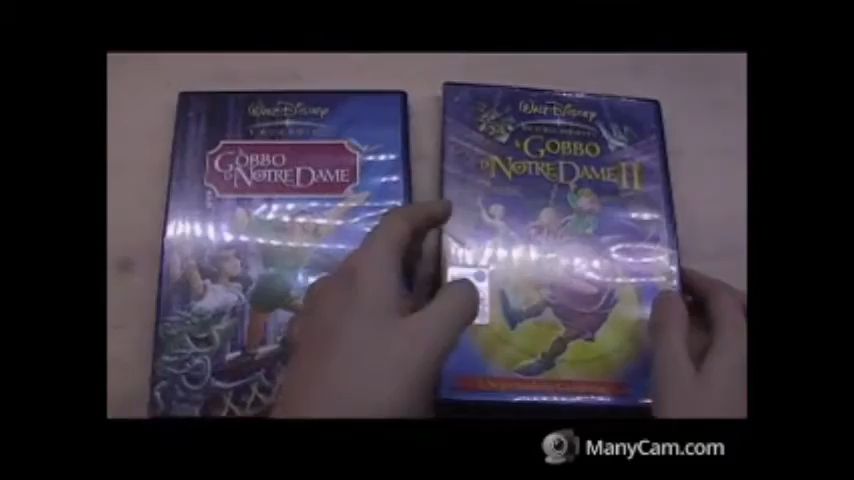 WALT DISNEY
IL GOBBO
DI NOTRE DAME
WALT DISNEY
IL GOBBO
DI NOTRE DAME II
ManyCam.com